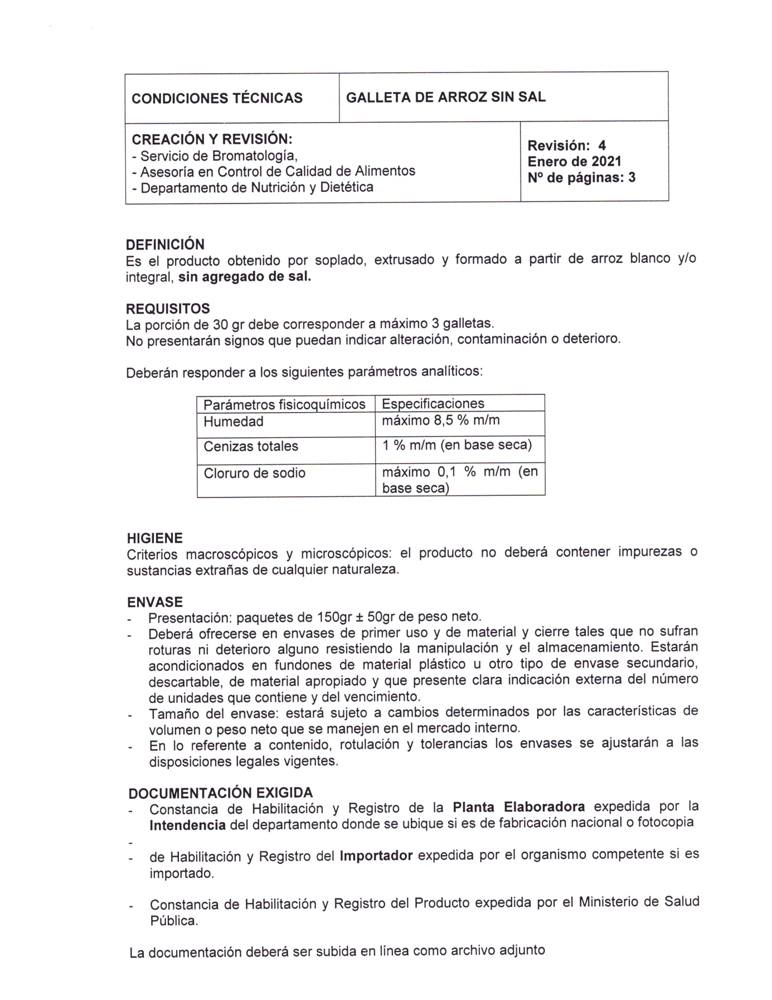 CONDICIONES TÉCNICAS
GALLETA DE ARROZ SIN SAL
CREACIÓN Y REVISIÓN:
- Servicio de Bromatología,
- Asesoría en Control de Calidad de Alimentos
- Departamento de Nutrición y Dietética
Revisión: 4
Enero de 2021
Nº de páginas: 3
DEFINICIÓN
Es el producto obtenido por soplado, extrusado y formado a partir de arroz blanco y/o
integral, sin agregado de sal.
REQUISITOS
La porción de 30 gr debe corresponder a máximo 3 galletas.
No presentarán signos que puedan indicar alteración, contaminación o deterioro.
Deberán responder a los siguientes parámetros analíticos:
Parámetros fisicoquímicos Especificaciones
Humedad máximo 8,5 % m/m
Cenizas totales 1 % m/m (en base seca)
Cloruro de sodio máximo 0,1 % m/m (en
base seca)
HIGIENE
Criterios macroscópicos y microscópicos: el producto no deberá contener impurezas o
sustancias extrañas de cualquier naturaleza.
ENVASE
- Presentación: paquetes de 150gr ± 50gr de peso neto.
- Deberá ofrecerse en envases de primer uso y de material y cierre tales que no sufran
roturas ni deterioro alguno resistiendo la manipulación y el almacenamiento. Estarán
acondicionados en fundones de material plástico u otro tipo de envase secundario,
descartable, de material apropiado y que presente clara indicación externa del número
de unidades que contiene y del vencimiento.
- Tamaño del envase: estará sujeto a cambios determinados por las características de
volumen o peso neto que se manejen en el mercado interno.
- En lo referente a contenido, rotulación y tolerancias los envases se ajustarán a las
disposiciones legales vigentes.
DOCUMENTACIÓN EXIGIDA
- Constancia de Habilitación y Registro de la Planta Elaboradora expedida por la
Intendencia del departamento donde se ubique si es de fabricación nacional o fotocopia
-
- de Habilitación y Registro del Importador expedida por el organismo competente si es
importado.
- Constancia de Habilitación y Registro del Producto expedida por el Ministerio de Salud
Pública.
La documentación deberá ser subida en línea como archivo adjunto